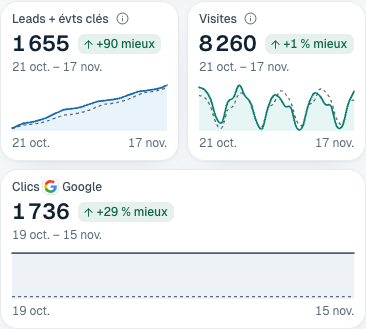 Leads + évts clés
1 655 ↑ +90 mieux
21 oct. – 17 nov.
21 oct. 17 nov.
Visites
8 260 ↑ +1 % mieux
21 oct. – 17 nov.
21 oct. 17 nov.
Clics G Google
1 736 ↑ +29 % mieux
19 oct. – 15 nov.
19 oct. 15 nov.